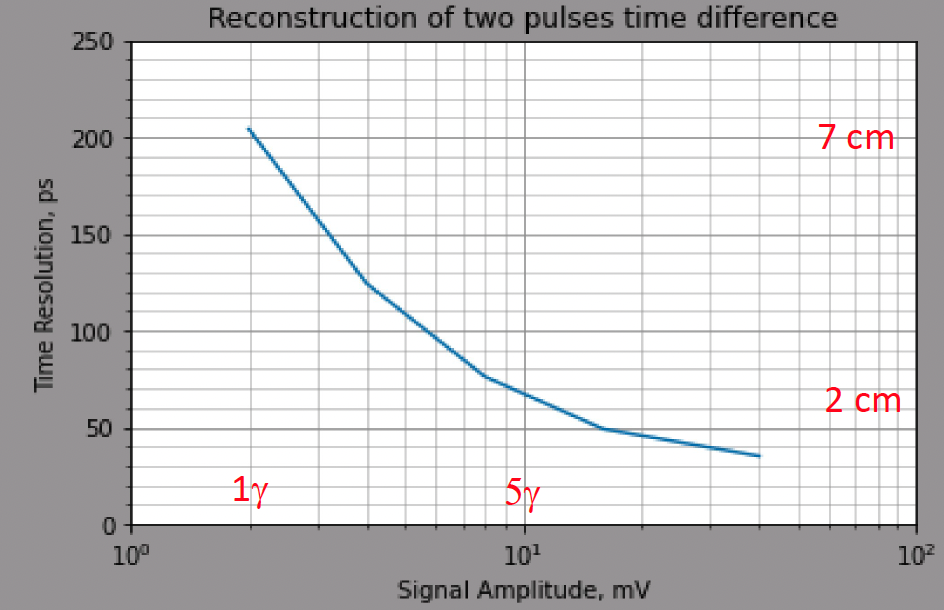 Reconstruction of two pulses time difference
250
200
150
100
50
0
Time Resolution, ps
7 cm
2 cm
1γ
5γ
10⁰
10¹
10²
Signal Amplitude, mV